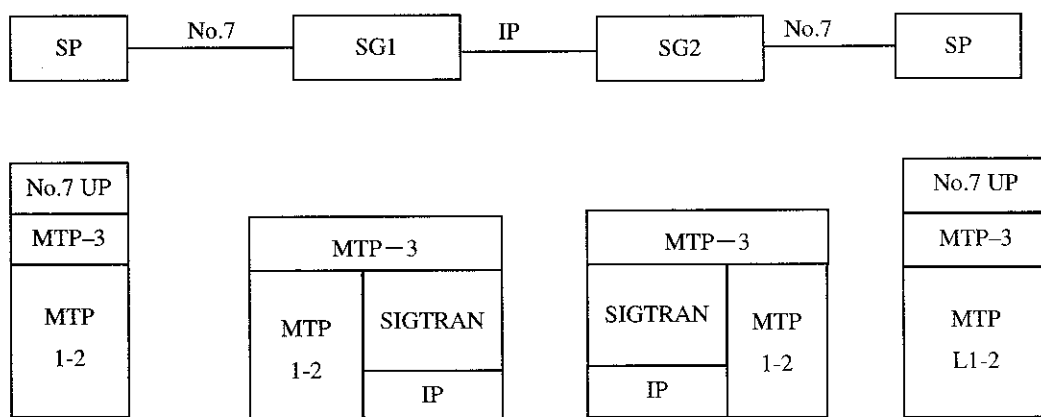 SP
No.7
SG1
IP
SG2
No.7
SP
No.7 UP
MTP–3
MTP
1-2
MTP－3
MTP
1-2
SIGTRAN
IP
MTP－3
SIGTRAN
IP
MTP
1-2
No.7 UP
MTP–3
MTP
L1-2